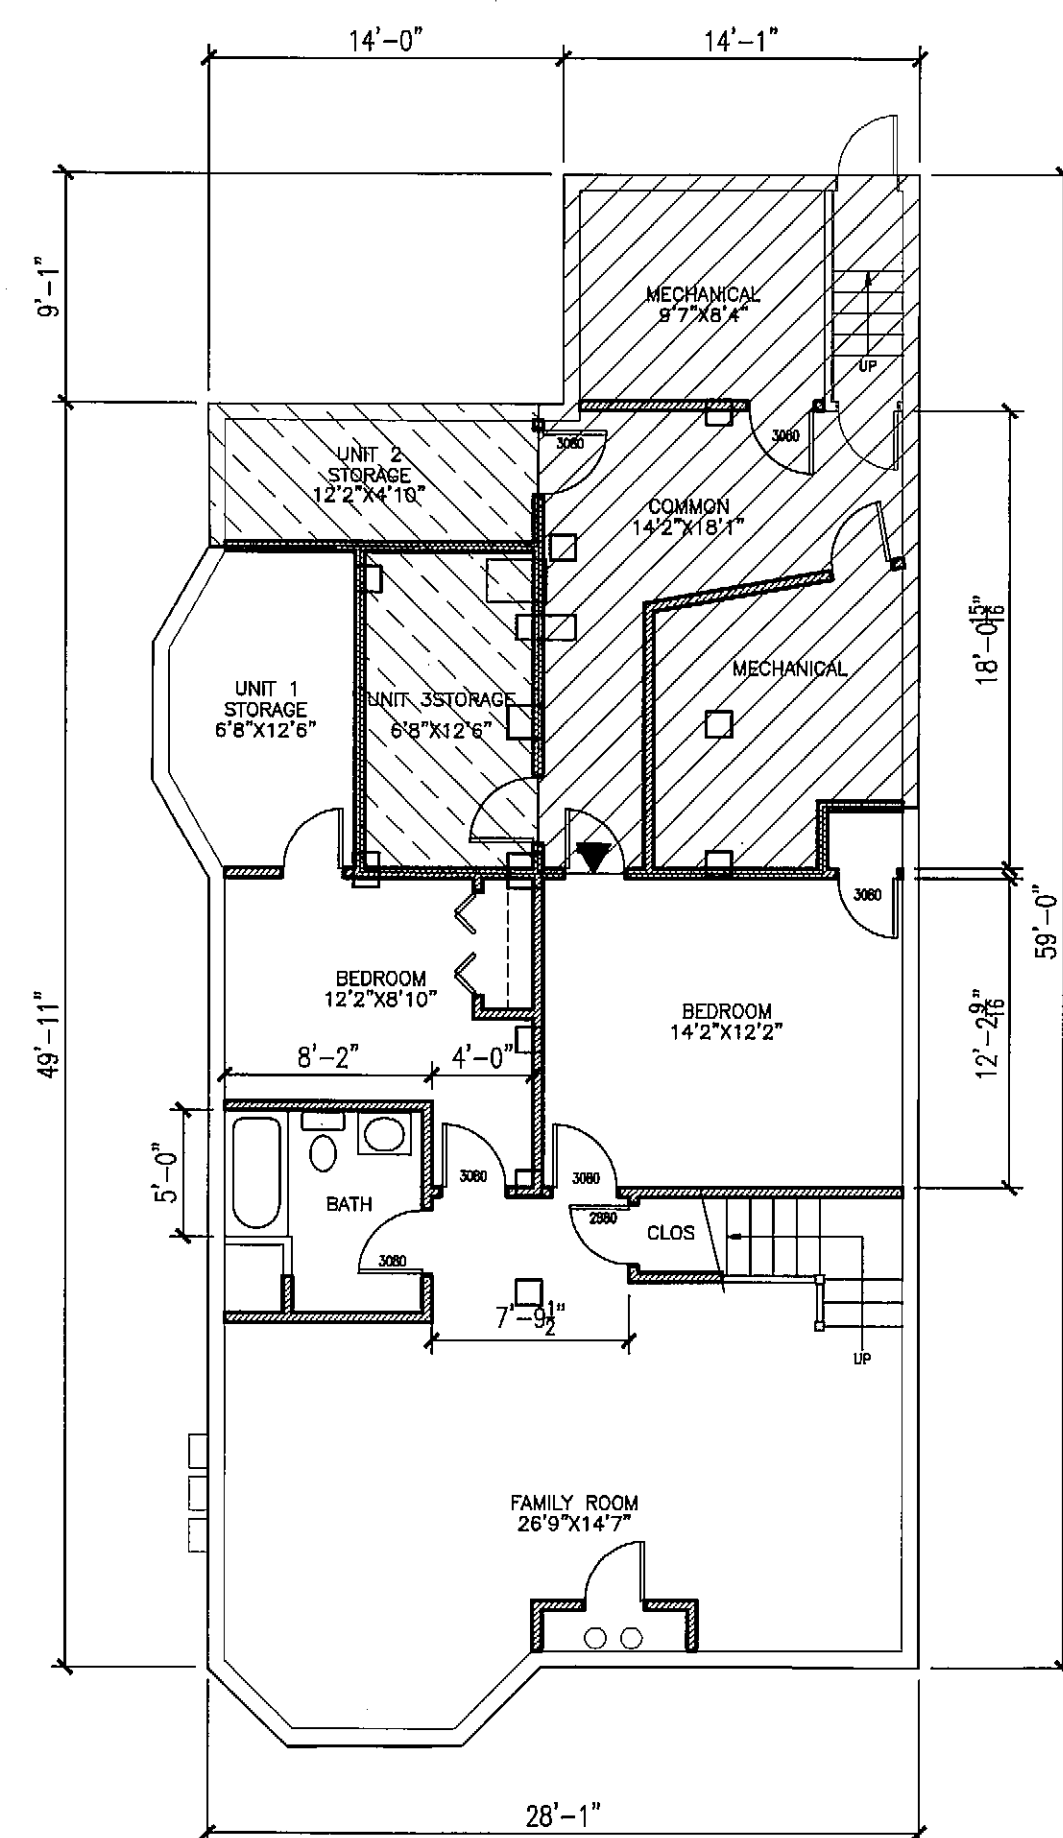 14'-0"
14'-1"
9'-1"
MECHANICAL
9'7"X8'4"
UP
3080
3080
UNIT 2
STORAGE
12'2"X4'10"
COMMON
14'2"X18'1"
18'-0 15/16"
MECHANICAL
UNIT 1
STORAGE
6'8"X12'6"
UNIT 3STORAGE
6'8"X12'6"
3080
59'-0"
49'-11"
BEDROOM
12'2"X8'10"
BEDROOM
14'2"X12'2"
12'-2 9/16"
8'-2"
4'-0"
5'-0"
BATH
3080
3080
3080
2980
CLOS
7'-9 1/2"
UP
FAMILY ROOM
26'9"X14'7"
28'-1"